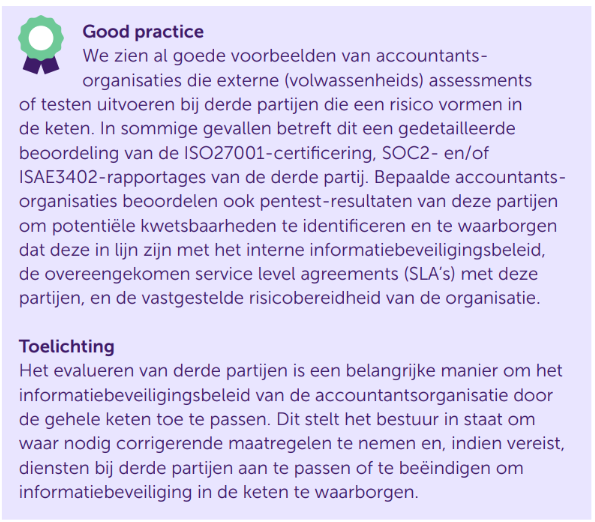 Good practice
We zien al goede voorbeelden van accountants-
organisaties die externe (volwassenheids) assessments
of testen uitvoeren bij derde partijen die een risico vormen in
de keten. In sommige gevallen betreft dit een gedetailleerde
beoordeling van de ISO27001-certificering, SOC2- en/of
ISAE3402-rapportages van de derde partij. Bepaalde accountants-
organisaties beoordelen ook pentest-resultaten van deze partijen
om potentiële kwetsbaarheden te identificeren en te waarborgen
dat deze in lijn zijn met het interne informatiebeveiligingsbeleid,
de overeengekomen service level agreements (SLA’s) met deze
partijen, en de vastgestelde risicobereidheid van de organisatie.
Toelichting
Het evalueren van derde partijen is een belangrijke manier om het
informatiebeveiligingsbeleid van de accountantsorganisatie door
de gehele keten toe te passen. Dit stelt het bestuur in staat om
waar nodig corrigerende maatregelen te nemen en, indien vereist,
diensten bij derde partijen aan te passen of te beëindigen om
informatiebeveiliging in de keten te waarborgen.